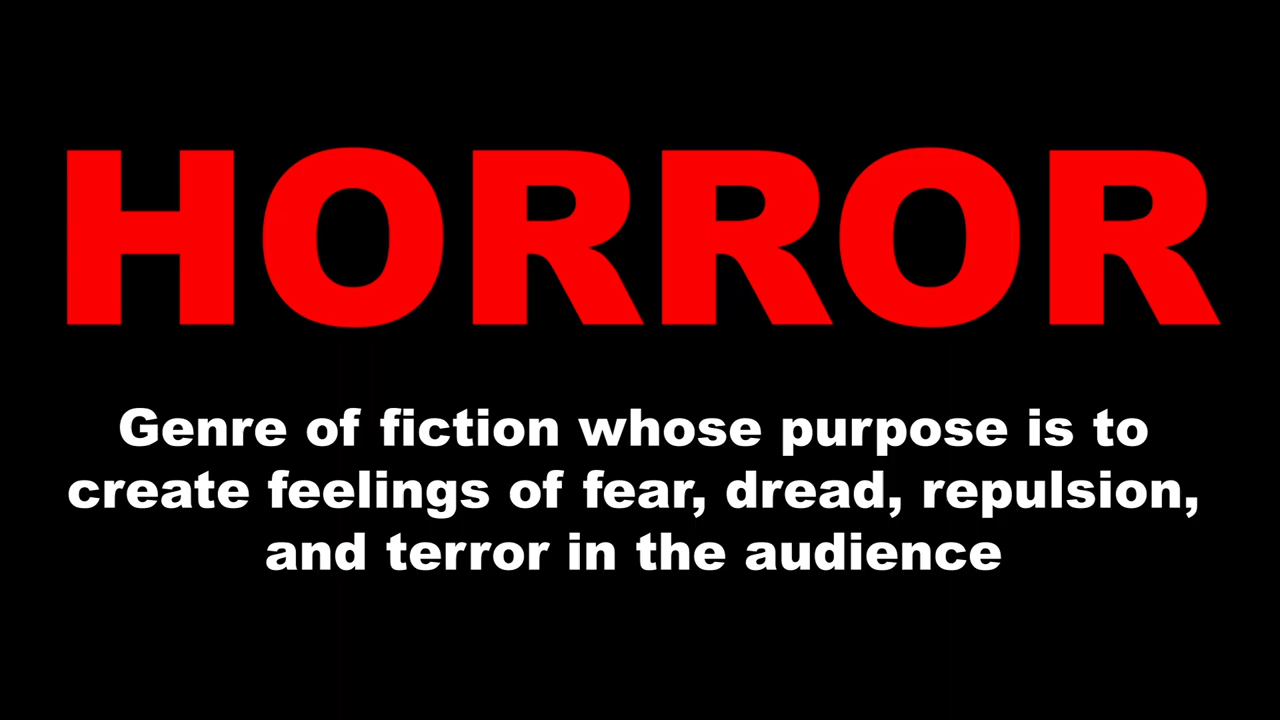 HORROR
Genre of fiction whose purpose is to
create feelings of fear, dread, repulsion,
and terror in the audience